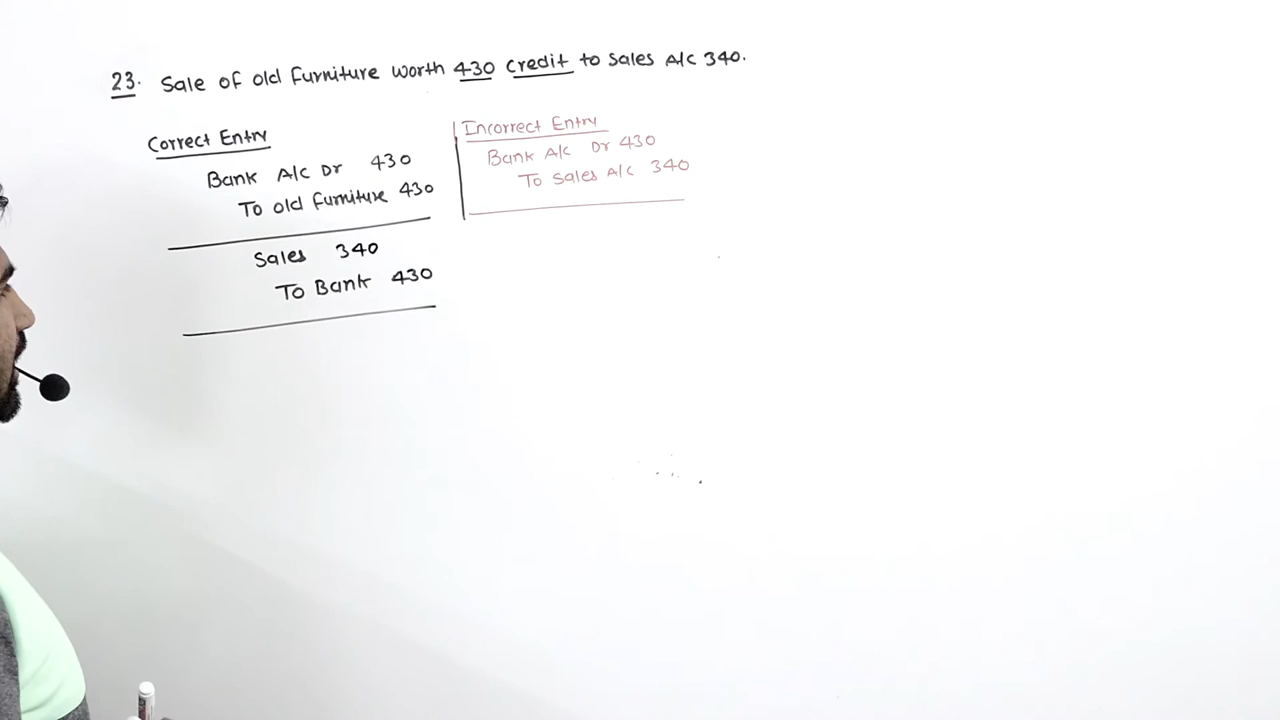 23. Sale of old furniture worth 430 credit to Sales A/c 340.
Correct Entry
Bank A/c Dr 430
To old furniture 430
Sales 340
To Bank 430
Incorrect Entry
Bank A/c Dr 430
To Sales A/c 340